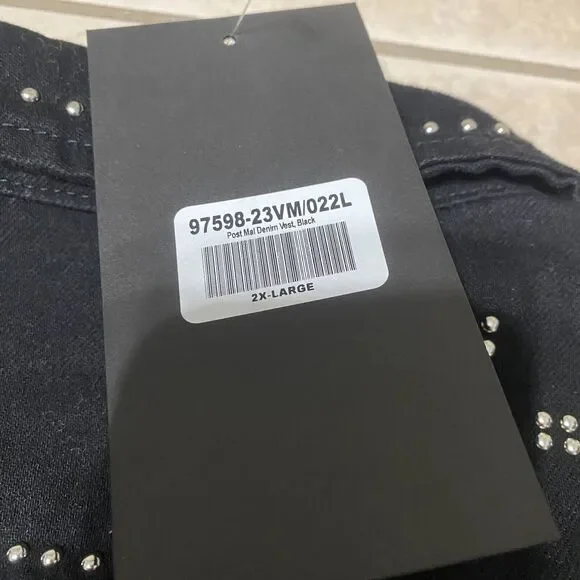 97598-23VM/022L
Post Mal Denim Vest, Black
2X-LARGE